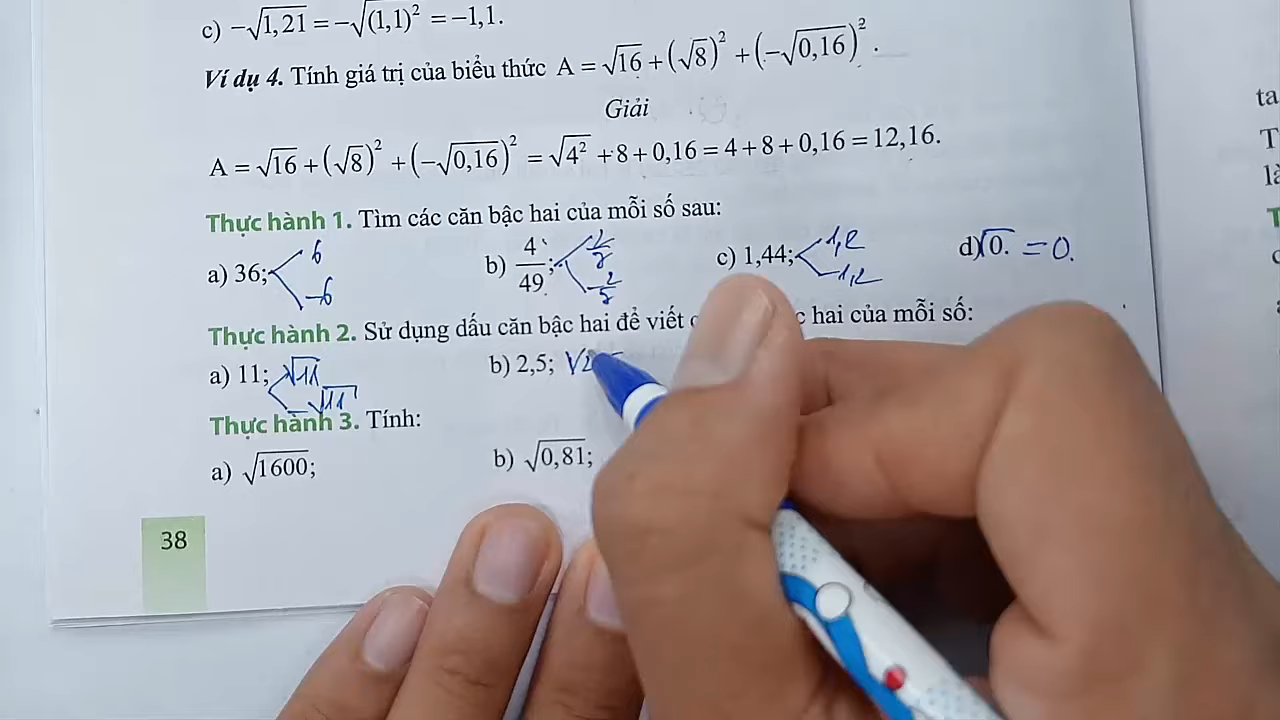 c) −√1,21 = −√(1,1)² = −1,1.
Ví dụ 4. Tính giá trị của biểu thức A = √16 + (√8)² + (−√0,16)².
Giải
A = √16 + (√8)² + (−√0,16)² = √4² + 8 + 0,16 = 4 + 8 + 0,16 = 12,16.
Thực hành 1. Tìm các căn bậc hai của mỗi số sau:
a) 36; 6 −6 b) 4/49; c) 1,44; 1,2 −1,2 d) √0. = 0.
Thực hành 2. Sử dụng dấu căn bậc hai để viết hai của mỗi số:
a) 11; √11 −√11 b) 2,5;
Thực hành 3. Tính:
a) √1600; b) √0,81;
38
ta
T